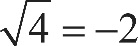 √4 = −2